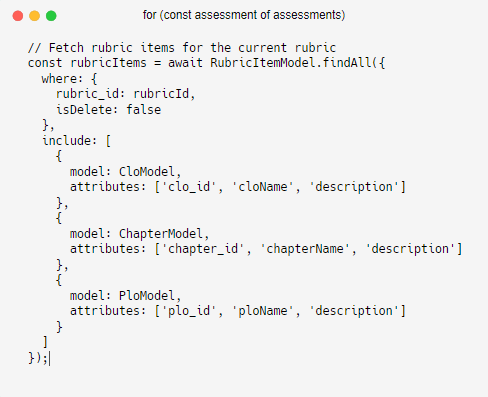 for (const assessment of assessments)
// Fetch rubric items for the current rubric
const rubricItems = await RubricItemModel.findAll({
  where: {
    rubric_id: rubricId,
    isDelete: false
  },
  include: [
    {
      model: CloModel,
      attributes: ['clo_id', 'cloName', 'description']
    },
    {
      model: ChapterModel,
      attributes: ['chapter_id', 'chapterName', 'description']
    },
    {
      model: PloModel,
      attributes: ['plo_id', 'ploName', 'description']
    }
  ]
});